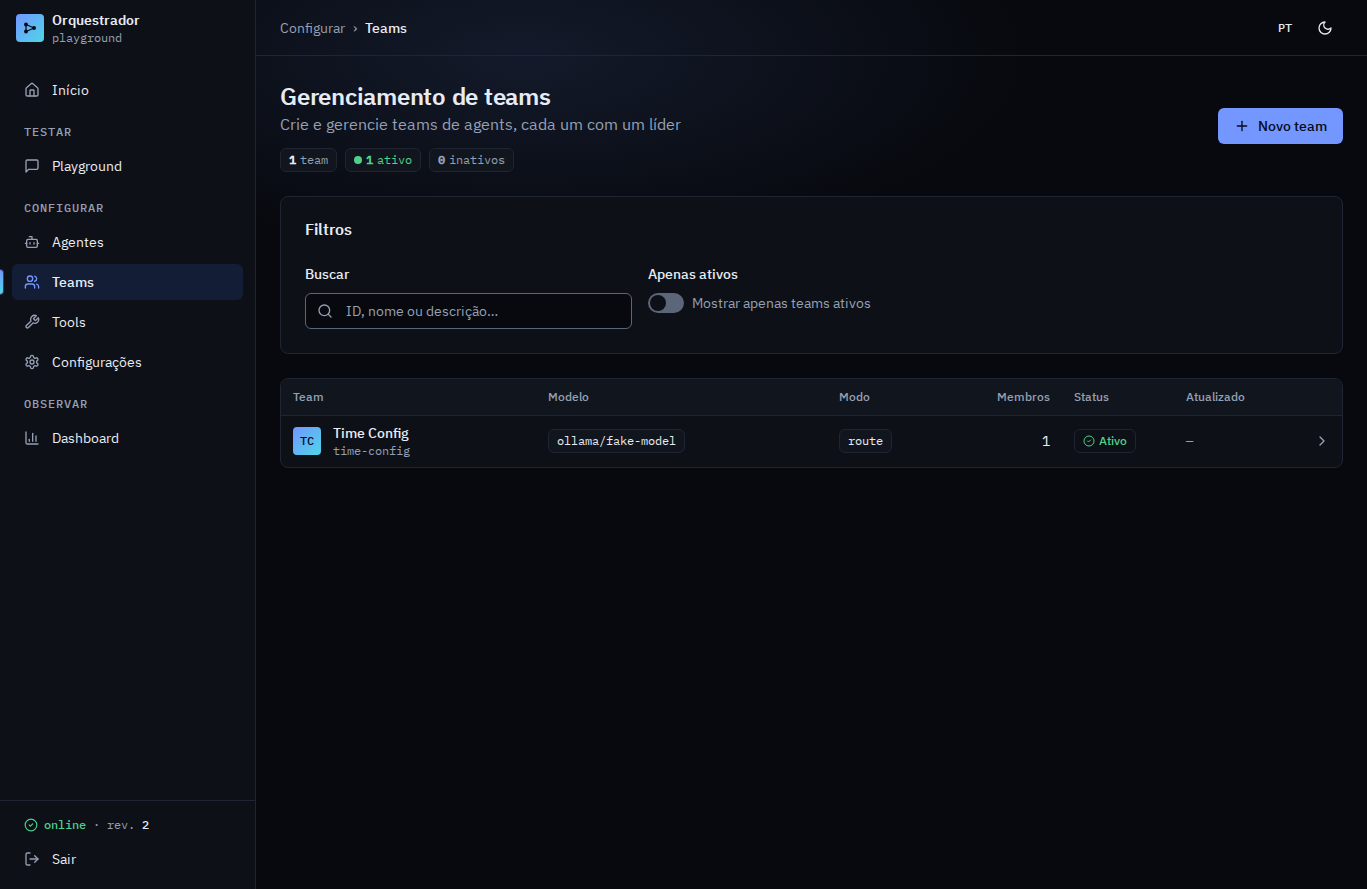 Orquestrador
playground
Início
TESTAR
Playground
CONFIGURAR
Agentes
Teams
Tools
Configurações
OBSERVAR
Dashboard
online · rev. 2
Sair
Configurar › Teams
PT
Gerenciamento de teams
Crie e gerencie teams de agents, cada um com um líder
1 team
1 ativo
0 inativos
Novo team
Filtros
Buscar
ID, nome ou descrição...
Apenas ativos
Mostrar apenas teams ativos
Team Modelo Modo Membros Status Atualizado
TC Time Config ollama/fake-model route 1 Ativo —
time-config